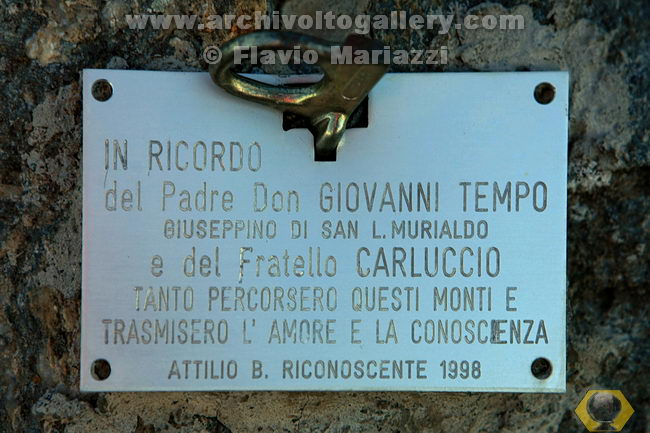 www.archivoltogallery.com
© Flavio Mariazzi
IN RICORDO
del Padre Don GIOVANNI TEMPO
GIUSEPPINO DI SAN L. MURIALDO
e del Fratello CARLUCCIO
TANTO PERCORSERO QUESTI MONTI E
TRASMISERO L' AMORE E LA CONOSCIENZA
ATTILIO B. RICONOSCENTE 1998